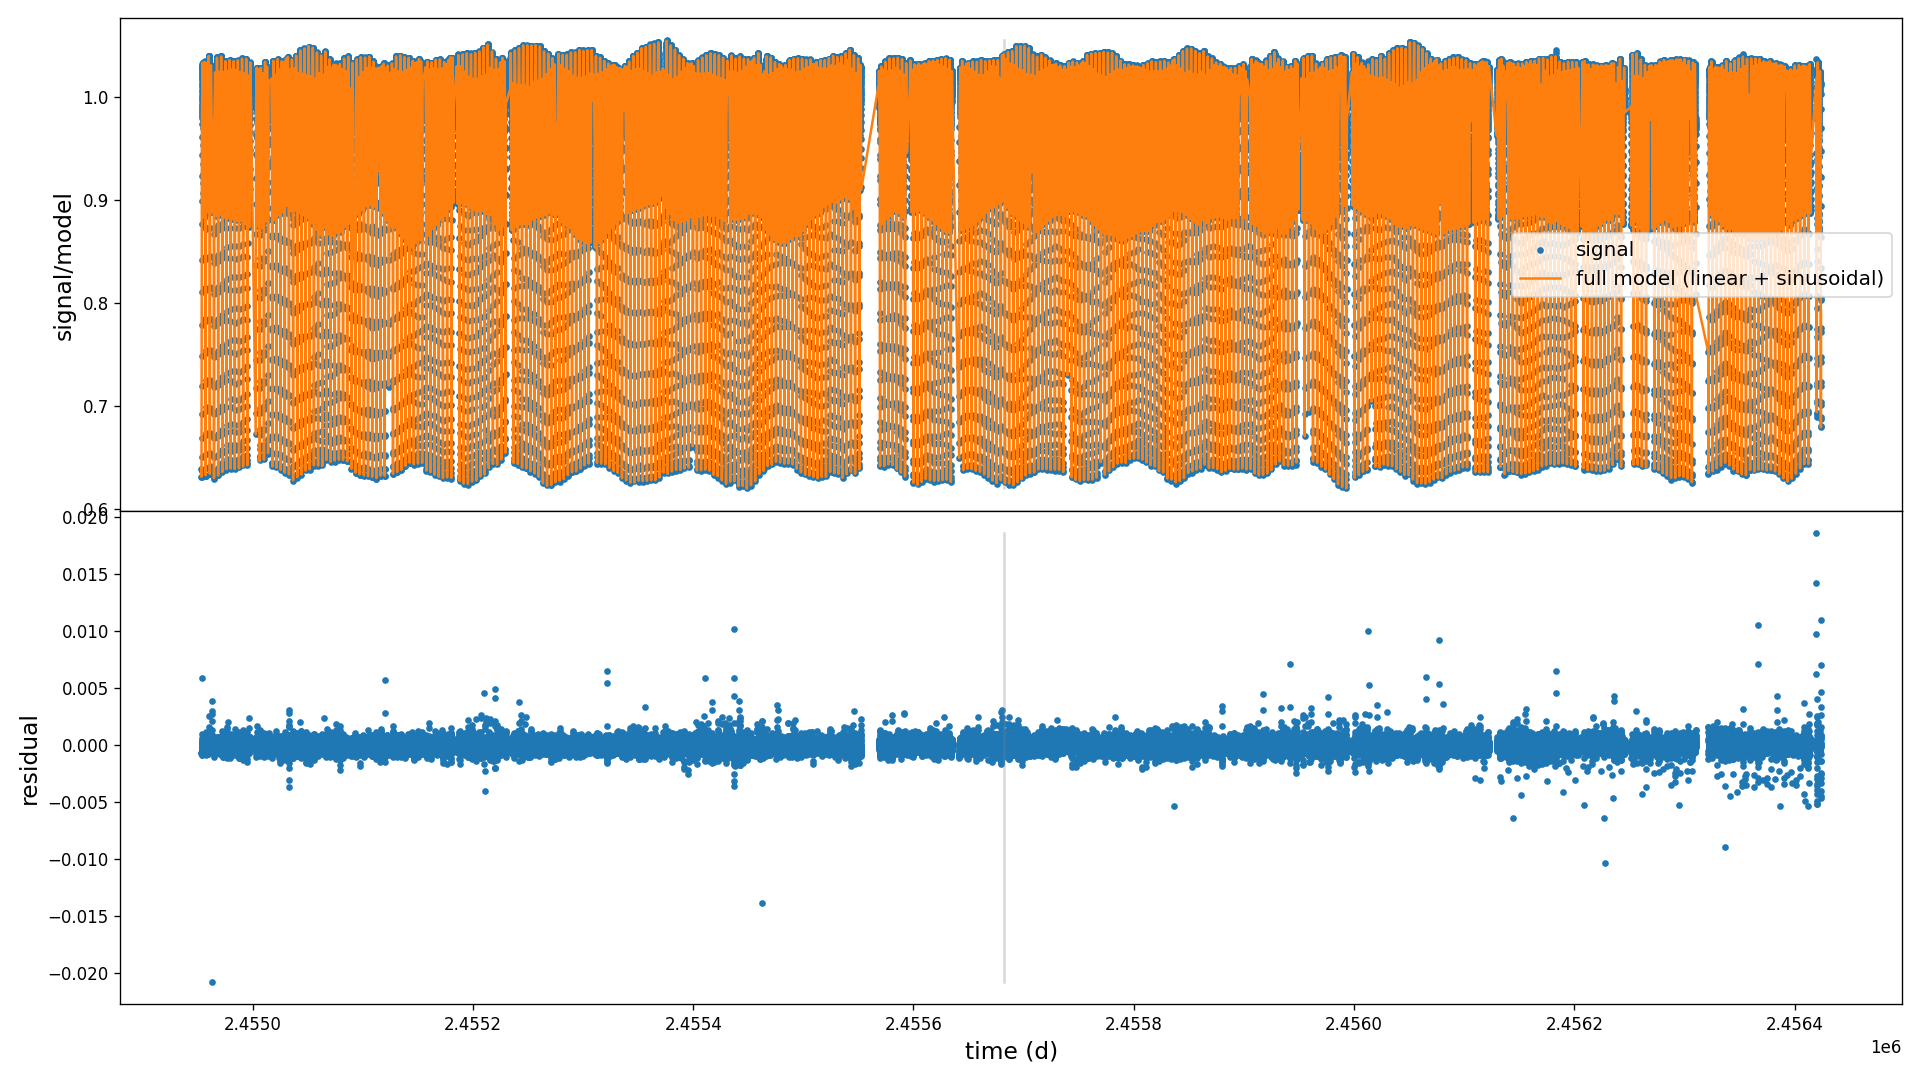 signal/model
1.0
0.9
0.8
0.7
0.6
signal
full model (linear + sinusoidal)
residual
0.020
0.015
0.010
0.005
0.000
−0.005
−0.010
−0.015
−0.020
2.4550 2.4552 2.4554 2.4556 2.4558 2.4560 2.4562 2.4564
1e6
time (d)